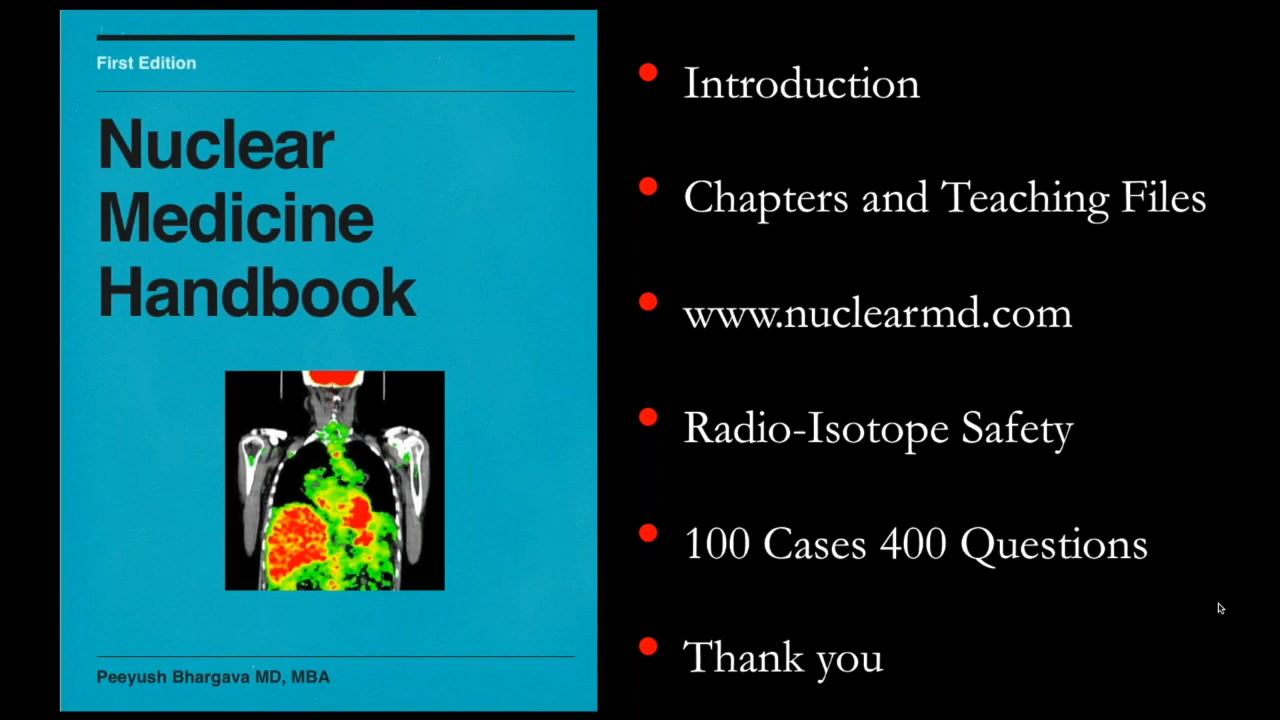 First Edition
Nuclear
Medicine
Handbook
Peeyush Bhargava MD, MBA
Introduction
Chapters and Teaching Files
www.nuclearmd.com
Radio-Isotope Safety
100 Cases 400 Questions
Thank you